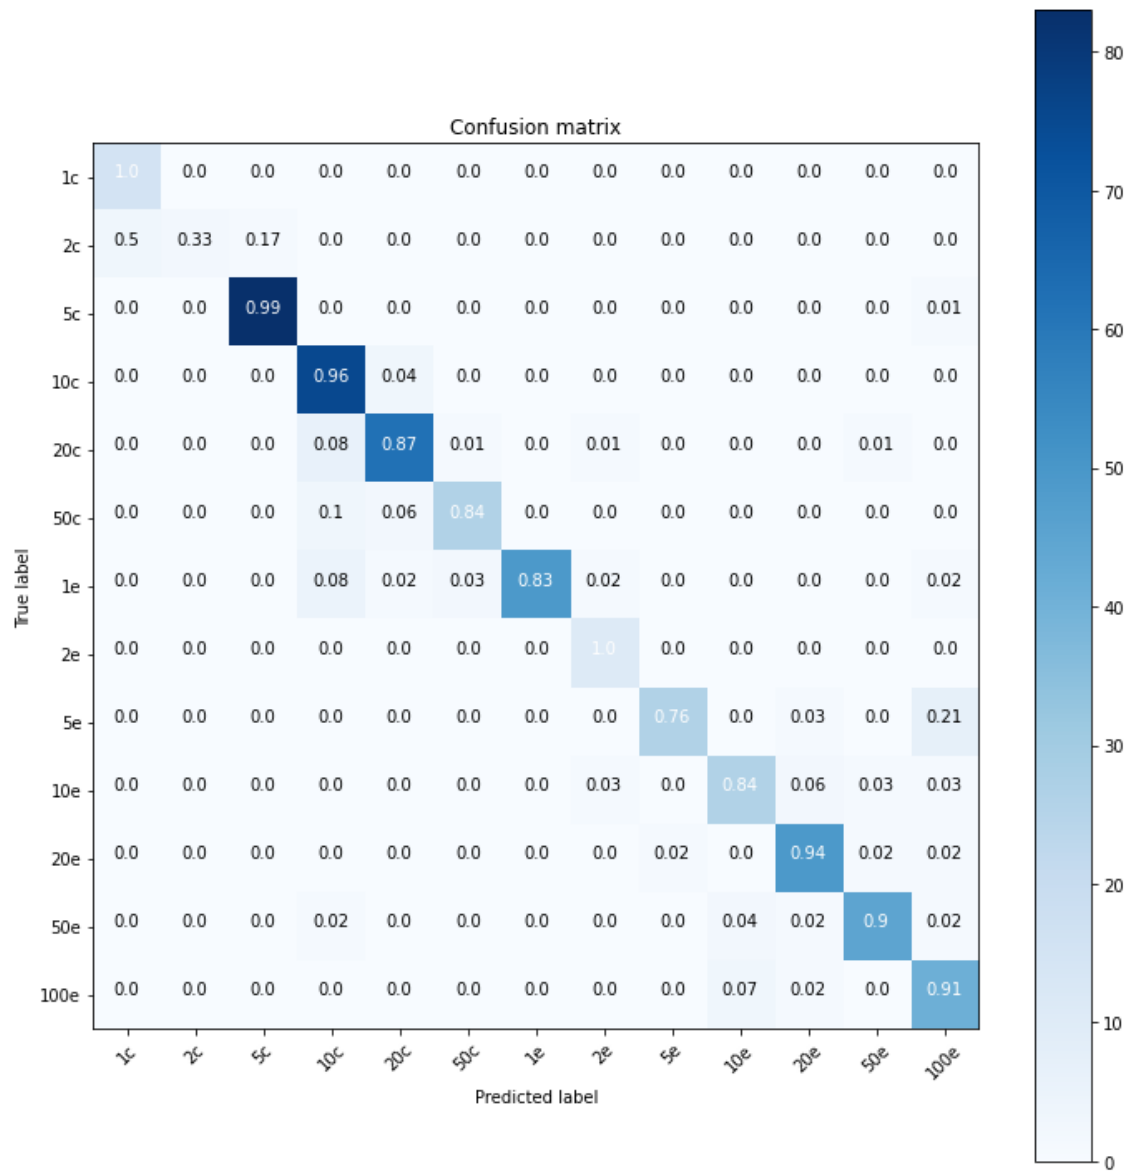 Confusion matrix
80
70
60
50
40
30
20
10
0
True label
1c 1.0 0.0 0.0 0.0 0.0 0.0 0.0 0.0 0.0 0.0 0.0 0.0 0.0
2c 0.5 0.33 0.17 0.0 0.0 0.0 0.0 0.0 0.0 0.0 0.0 0.0 0.0
5c 0.0 0.0 0.99 0.0 0.0 0.0 0.0 0.0 0.0 0.0 0.0 0.0 0.01
10c 0.0 0.0 0.0 0.96 0.04 0.0 0.0 0.0 0.0 0.0 0.0 0.0 0.0
20c 0.0 0.0 0.0 0.08 0.87 0.01 0.0 0.01 0.0 0.0 0.0 0.01 0.0
50c 0.0 0.0 0.0 0.1 0.06 0.84 0.0 0.0 0.0 0.0 0.0 0.0 0.0
1e 0.0 0.0 0.0 0.08 0.02 0.03 0.83 0.02 0.0 0.0 0.0 0.0 0.02
2e 0.0 0.0 0.0 0.0 0.0 0.0 0.0 1.0 0.0 0.0 0.0 0.0 0.0
5e 0.0 0.0 0.0 0.0 0.0 0.0 0.0 0.0 0.76 0.0 0.03 0.0 0.21
10e 0.0 0.0 0.0 0.0 0.0 0.0 0.0 0.03 0.0 0.84 0.06 0.03 0.03
20e 0.0 0.0 0.0 0.0 0.0 0.0 0.0 0.0 0.02 0.0 0.94 0.02 0.02
50e 0.0 0.0 0.0 0.02 0.0 0.0 0.0 0.0 0.0 0.04 0.02 0.9 0.02
100e 0.0 0.0 0.0 0.0 0.0 0.0 0.0 0.0 0.0 0.07 0.02 0.0 0.91
1c 2c 5c 10c 20c 50c 1e 2e 5e 10e 20e 50e 100e
Predicted label